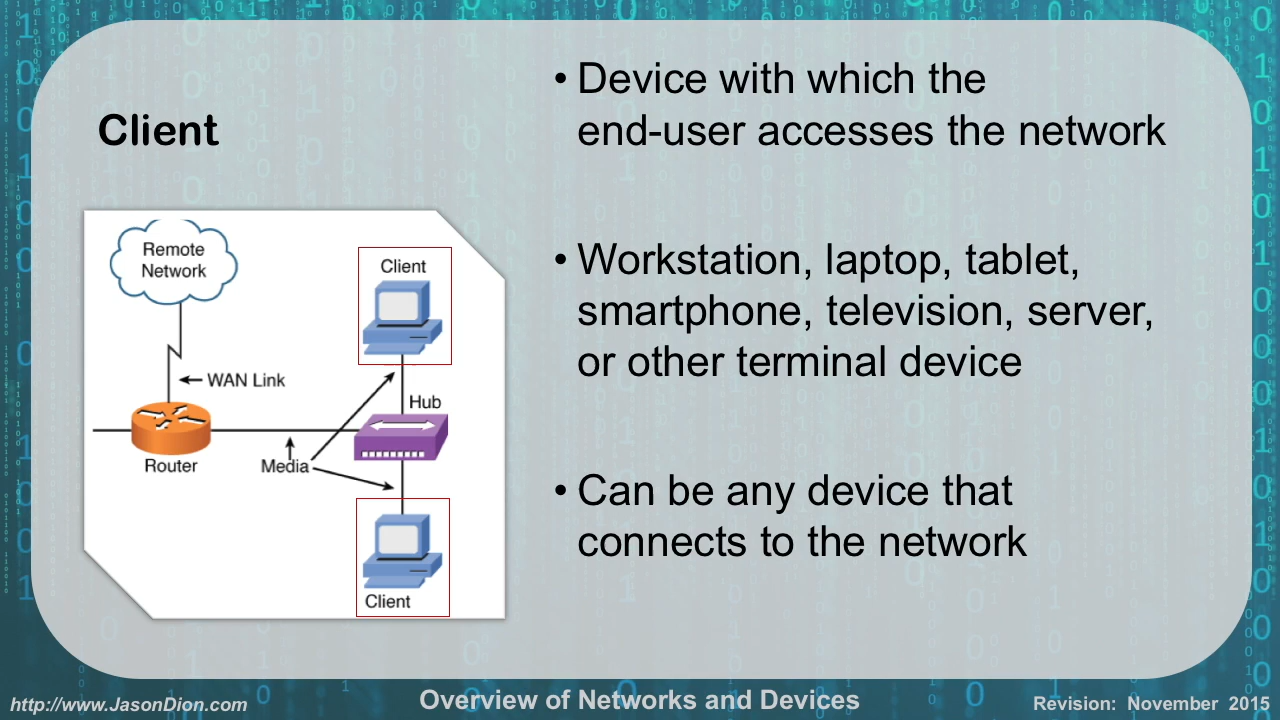 Client
• Device with which the
end-user accesses the network
• Workstation, laptop, tablet,
smartphone, television, server,
or other terminal device
• Can be any device that
connects to the network
Remote
Network
Client
WAN Link
Hub
Router
Media
Client
http://www.JasonDion.com
Overview of Networks and Devices
Revision: November 2015